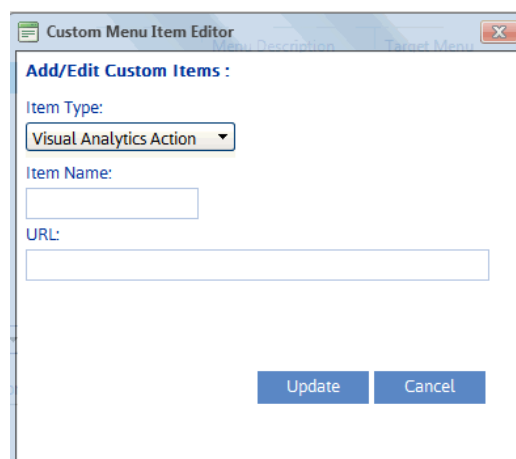 Custom Menu Item Editor
Menu Description Target Menu
Add/Edit Custom Items :
Item Type:
Visual Analytics Action
Item Name:
URL:
Update Cancel